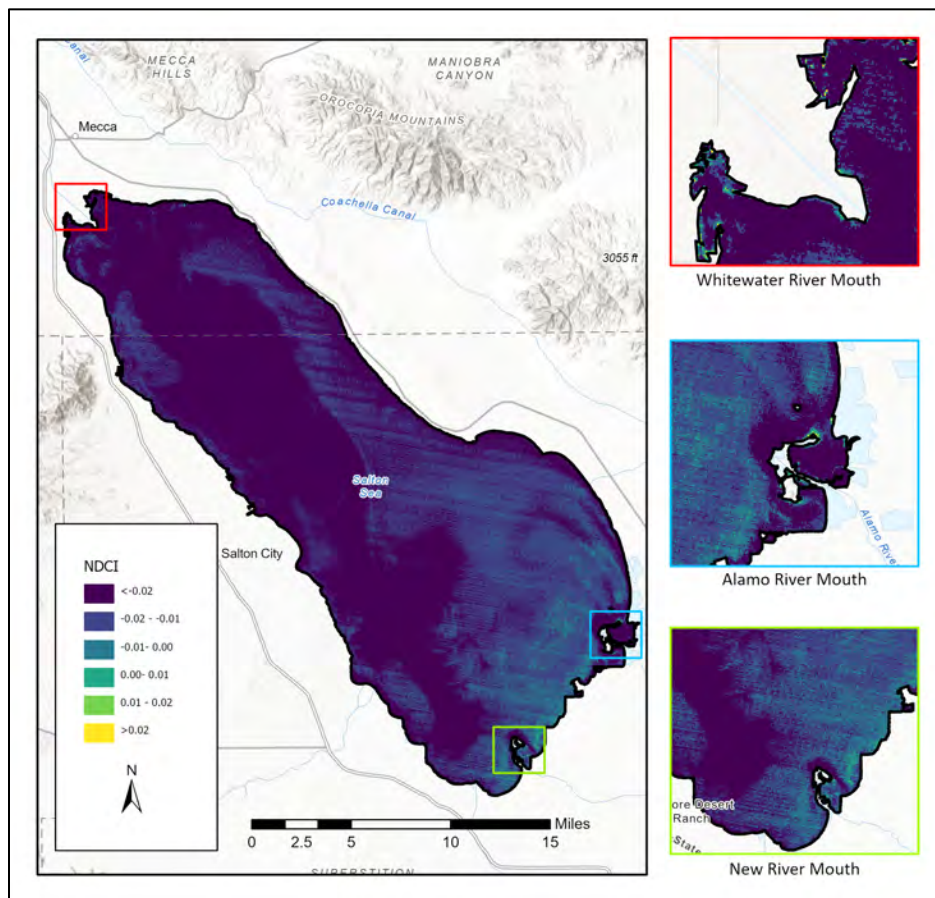 Canal
MECCA
HILLS
MANIOBRA
CANYON
OROCOPIA MOUNTAINS
Mecca
Coachella Canal
3055 ft
Salton
Sea
Salton City
NDCI
<-0.02
-0.02 - -0.01
-0.01- 0.00
0.00- 0.01
0.01 - 0.02
>0.02
N
Miles
0 2.5 5 10 15
SUPERSTITION
Whitewater River Mouth
Alamo River
Alamo River Mouth
ore Desert
Ranch
State
New River Mouth